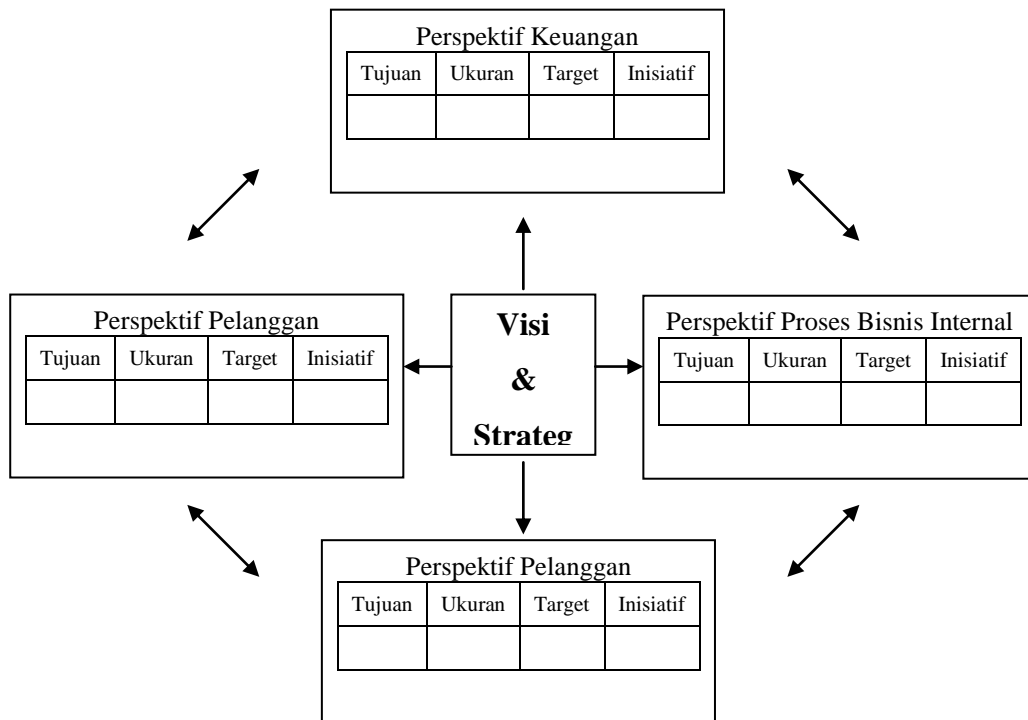 Perspektif Keuangan
Tujuan Ukuran Target Inisiatif
Perspektif Pelanggan
Tujuan Ukuran Target Inisiatif
Visi
&
Strateg
Perspektif Proses Bisnis Internal
Tujuan Ukuran Target Inisiatif
Perspektif Pelanggan
Tujuan Ukuran Target Inisiatif